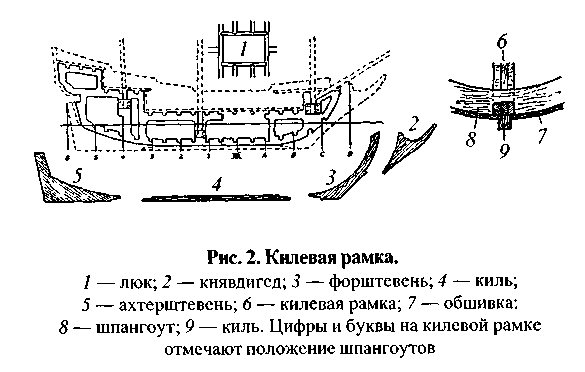 1
6
2
8
7
9
5
4
3
Рис. 2. Килевая рамка.
1 — люк; 2 — княвдигед; 3 — форштевень; 4 — киль;
5 — ахтерштевень; 6 — килевая рамка; 7 — обшивка;
8 — шпангоут; 9 — киль. Цифры и буквы на килевой рамке
отмечают положение шпангоутов